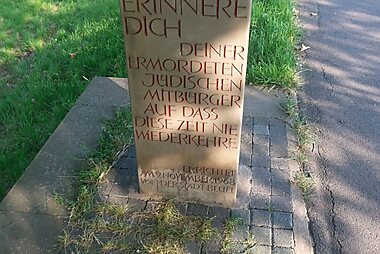 ERINNERE
DICH
DEINER
ERMORDETEN
JÜDISCHEN
MITBÜRGER
AUF DASS
DIESE ZEIT NIE
WIEDERKEHRE
ERRICHTET
AM 9. NOVEMBER
VON DER STADT